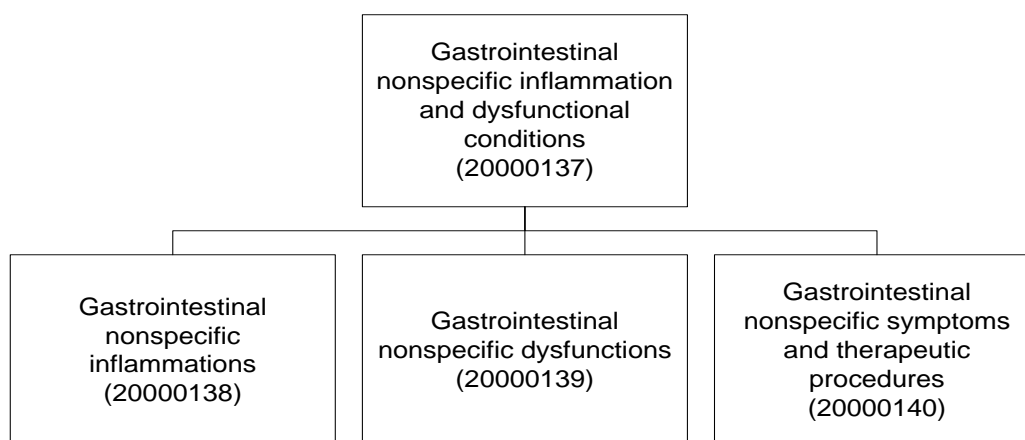 Gastrointestinal
nonspecific inflammation
and dysfunctional
conditions
(20000137)
Gastrointestinal
nonspecific
inflammations
(20000138)
Gastrointestinal
nonspecific dysfunctions
(20000139)
Gastrointestinal
nonspecific symptoms
and therapeutic
procedures
(20000140)